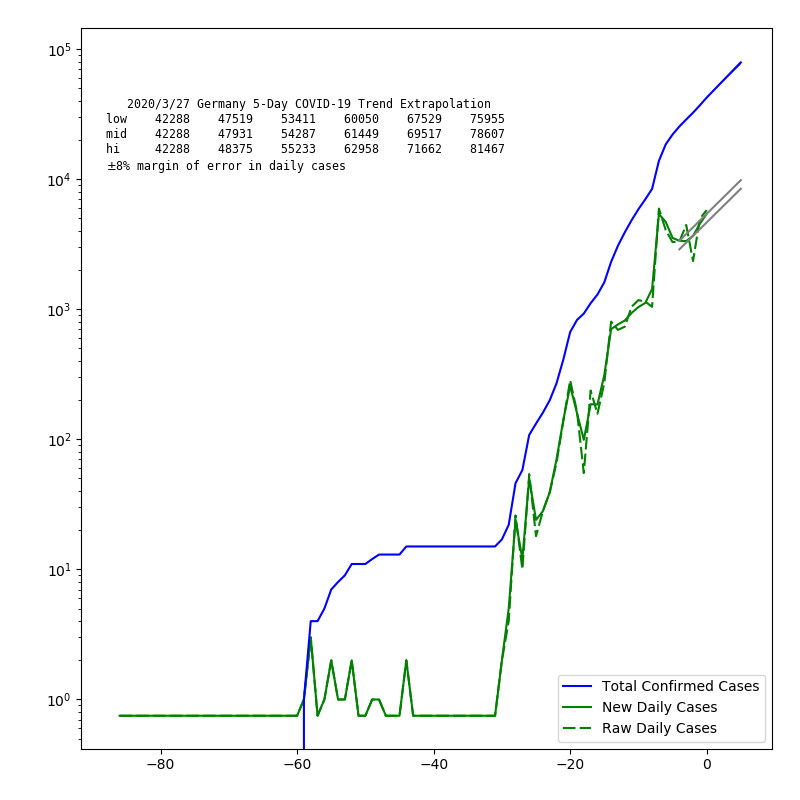 10^5
2020/3/27 Germany 5-Day COVID-19 Trend Extrapolation
low 42288 47519 53411 60050 67529 75955
mid 42288 47931 54287 61449 69517 78607
hi 42288 48375 55233 62958 71662 81467
±8% margin of error in daily cases
10^4
10^3
10^2
10^1
10^0
Total Confirmed Cases
New Daily Cases
Raw Daily Cases
−80 −60 −40 −20 0